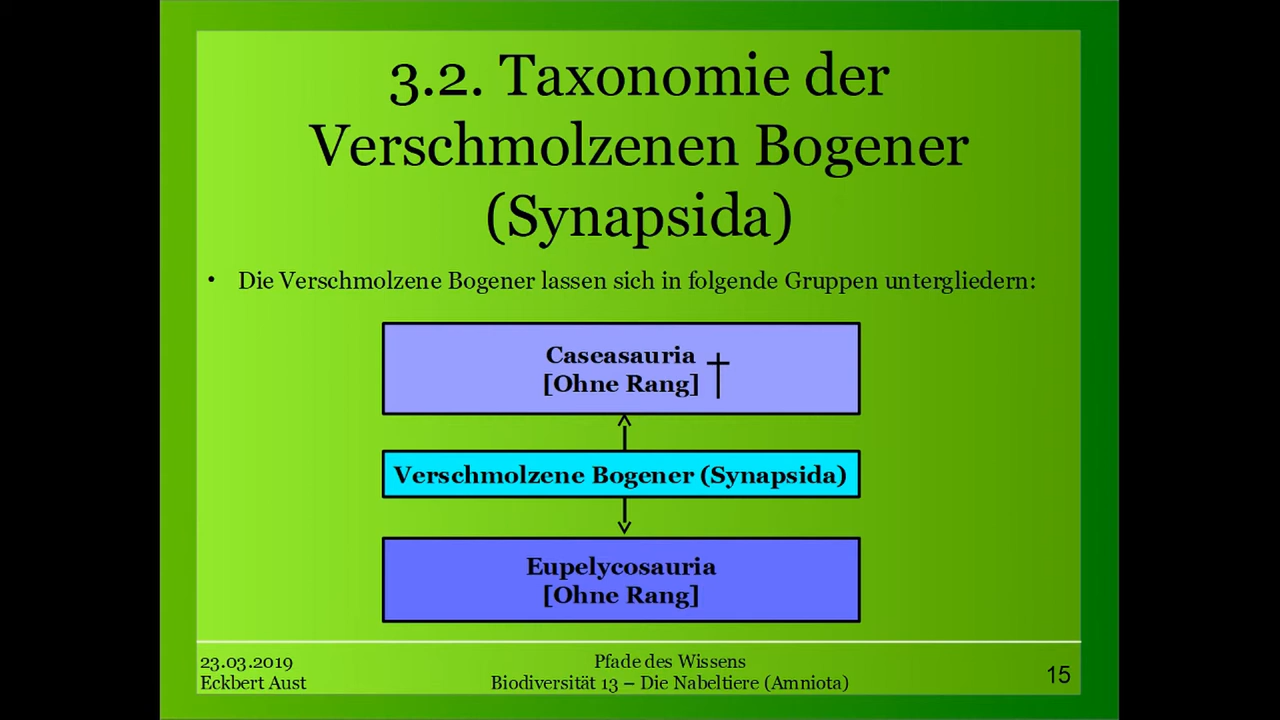 3.2. Taxonomie der
Verschmolzenen Bogener
(Synapsida)
• Die Verschmolzene Bogener lassen sich in folgende Gruppen untergliedern:
Caseasauria
[Ohne Rang] †
Verschmolzene Bogener (Synapsida)
Eupelycosauria
[Ohne Rang]
23.03.2019
Eckbert Aust
Pfade des Wissens
Biodiversität 13 – Die Nabeltiere (Amniota)
15